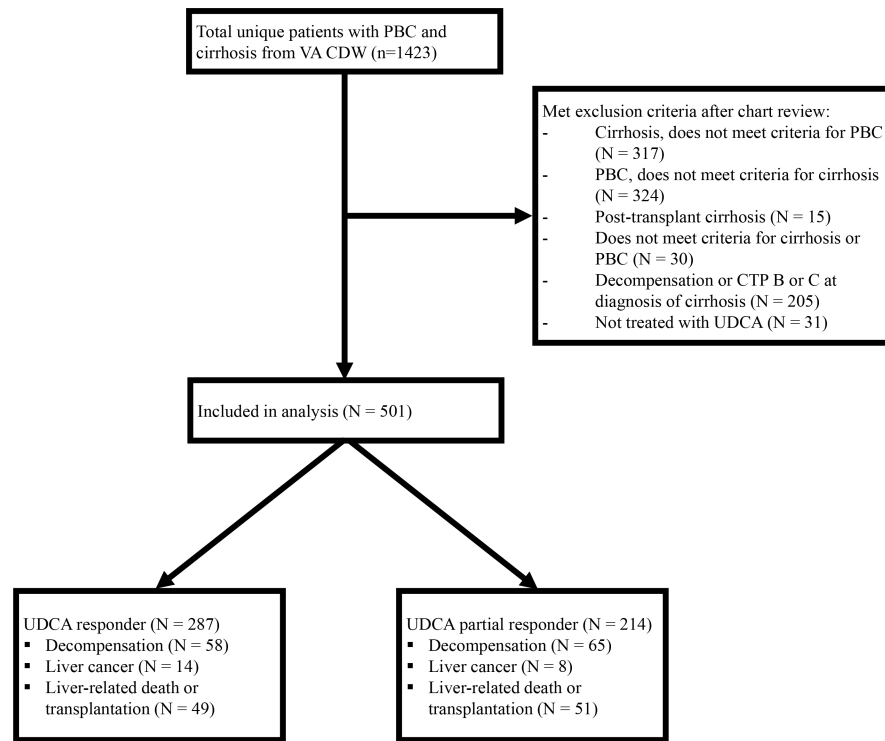 Total unique patients with PBC and
cirrhosis from VA CDW (n=1423)
Met exclusion criteria after chart review:
- Cirrhosis, does not meet criteria for PBC
(N = 317)
- PBC, does not meet criteria for cirrhosis
(N = 324)
- Post-transplant cirrhosis (N = 15)
- Does not meet criteria for cirrhosis or
PBC (N = 30)
- Decompensation or CTP B or C at
diagnosis of cirrhosis (N = 205)
- Not treated with UDCA (N = 31)
Included in analysis (N = 501)
UDCA responder (N = 287)
▪ Decompensation (N = 58)
▪ Liver cancer (N = 14)
▪ Liver-related death or
transplantation (N = 49)
UDCA partial responder (N = 214)
▪ Decompensation (N = 65)
▪ Liver cancer (N = 8)
▪ Liver-related death or
transplantation (N = 51)